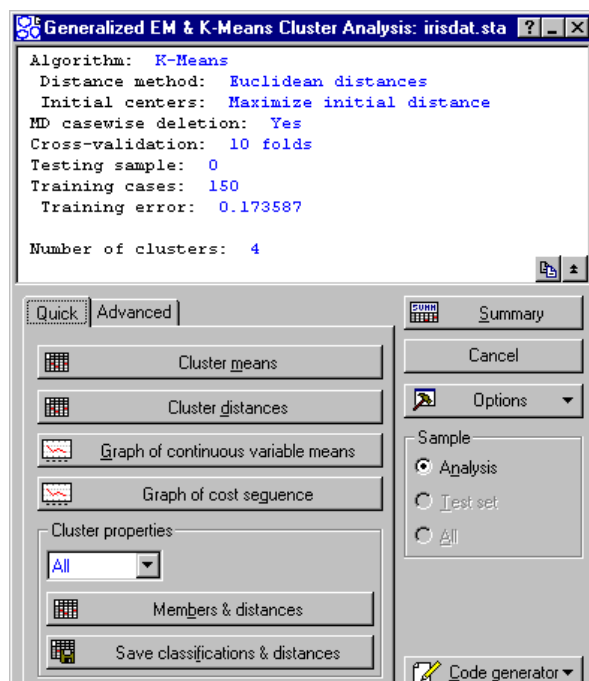 Generalized EM & K-Means Cluster Analysis: irisdat.sta
Algorithm: K-Means
Distance method: Euclidean distances
Initial centers: Maximize initial distance
MD casewise deletion: Yes
Cross-validation: 10 folds
Testing sample: 0
Training cases: 150
Training error: 0.173587
Number of clusters: 4
Quick
Advanced
Cluster means
Cluster distances
Graph of continuous variable means
Graph of cost seguence
Cluster properties
All
Members & distances
Save classifications & distances
SUMM
Summary
Cancel
Options
Sample
Analysis
Test set
All
Code generator